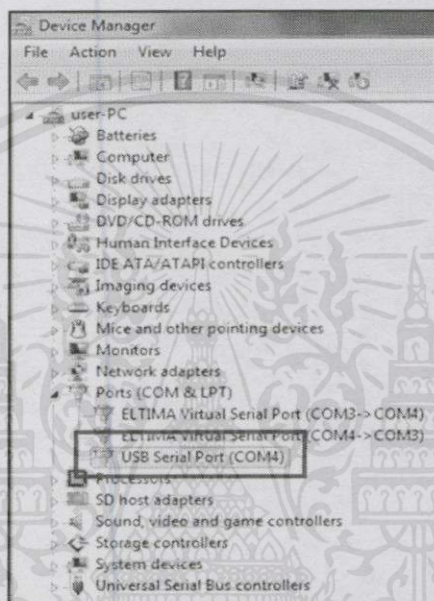 Device Manager
File Action View Help
user-PC
Batteries
Computer
Disk drives
Display adapters
DVD/CD-ROM drives
Human Interface Devices
IDE ATA/ATAPI controllers
Imaging devices
Keyboards
Mice and other pointing devices
Monitors
Network adapters
Ports (COM & LPT)
ELTIMA Virtual Serial Port (COM3->COM4)
ELTIMA Virtual Serial Port (COM4->COM3)
USB Serial Port (COM4)
Processors
SD host adapters
Sound, video and game controllers
Storage controllers
System devices
Universal Serial Bus controllers